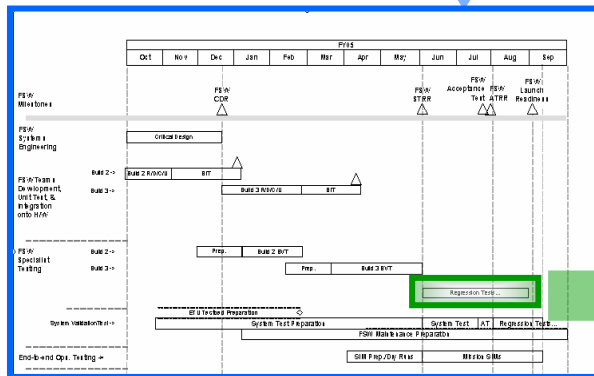 FY05
Oct Nov Dec Jan Feb Mar Apr May Jun Jul Aug Sep
FSW
Milestones
FSW
CDR
FSW
STRR
FSW
Acceptance
Test
FSW
ATRR
FSW
Launch
Readiness
FSW
Systems
Engineering
Critical Design
FSW Teams
Development,
Unit Test, &
Integration
onto H/W
Build 2 ->
Build 2 R/D/C/U
BIT
Build 3 ->
Build 3 R/D/C/U
BIT
FSW
Specialist
Testing
Build 2 ->
Prep.
Build 2 BVT
Build 3 ->
Prep.
Build 3 BVT
Regression Tests...
ETU Testbed Preparation
System Validation Test ->
System Test Preparation
System Test
AT
Regression Tests...
FSW Maintenance Preparation
End-to-end Ops. Testing ->
SIM Prep./Dry Runs
Mission SIMs